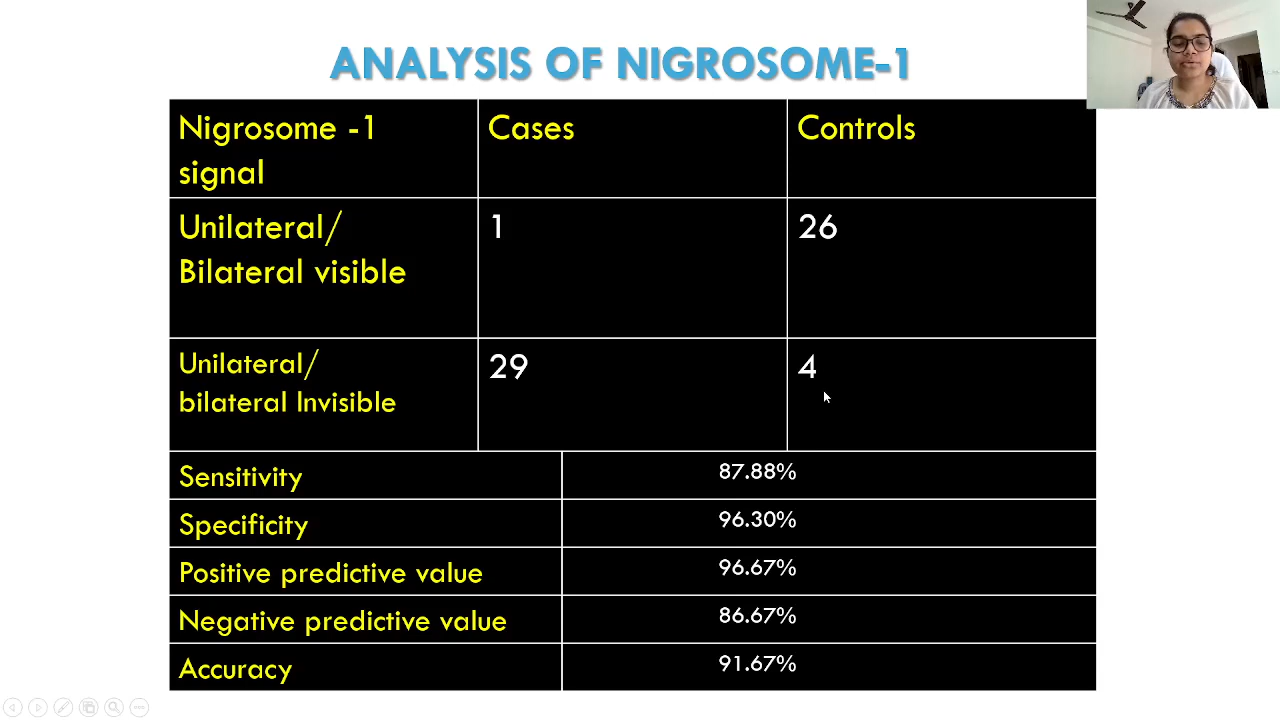 ANALYSIS OF NIGROSOME-1
Nigrosome -1
signal
Cases
Controls
Unilateral/
Bilateral visible
1
26
Unilateral/
bilateral Invisible
29
4
Sensitivity
87.88%
Specificity
96.30%
Positive predictive value
96.67%
Negative predictive value
86.67%
Accuracy
91.67%